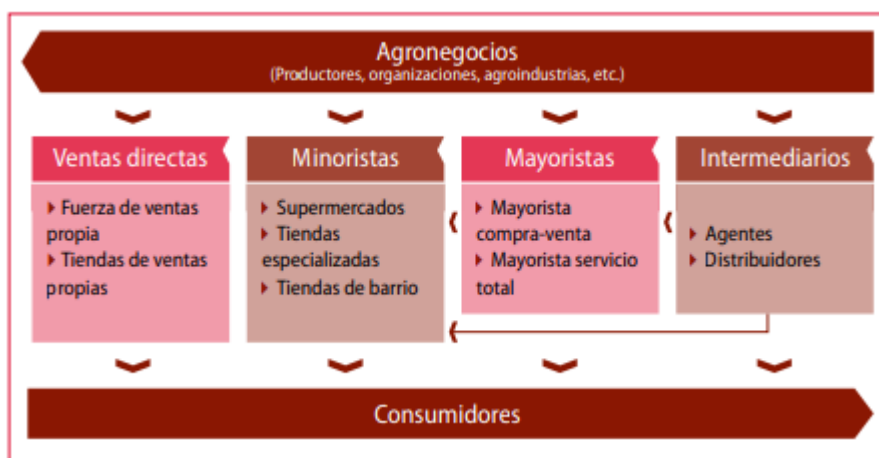 Agronegocios
(Productores, organizaciones, agroindustrias, etc.)
Ventas directas
Fuerza de ventas
propia
Tiendas de ventas
propias
Minoristas
Supermercados
Tiendas
especializadas
Tiendas de barrio
Mayoristas
Mayorista
compra-venta
Mayorista servicio
total
Intermediarios
Agentes
Distribuidores
Consumidores